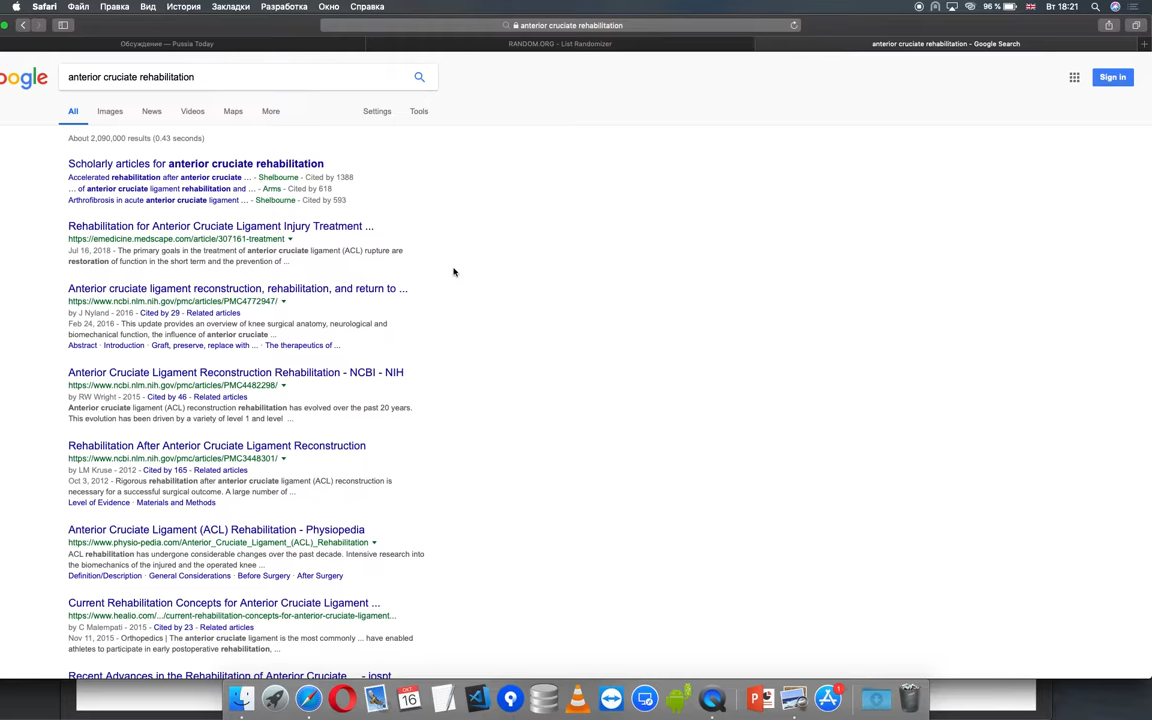 Safari Файл Правка Вид История Закладки Разработка Окно Справка 96 % Вт 18:21
anterior cruciate rehabilitation
Обсуждение — Russia Today RANDOM.ORG - List Randomizer anterior cruciate rehabilitation - Google Search
oogle anterior cruciate rehabilitation Sign in
All Images News Videos Maps More Settings Tools
About 2,090,000 results (0.43 seconds)
Scholarly articles for anterior cruciate rehabilitation
Accelerated rehabilitation after anterior cruciate ... - Shelbourne - Cited by 1388
... of anterior cruciate ligament rehabilitation and ... - Arms - Cited by 618
Arthrofibrosis in acute anterior cruciate ligament ... - Shelbourne - Cited by 593
Rehabilitation for Anterior Cruciate Ligament Injury Treatment ...
https://emedicine.medscape.com/article/307161-treatment
Jul 16, 2018 - The primary goals in the treatment of anterior cruciate ligament (ACL) rupture are
restoration of function in the short term and the prevention of ...
Anterior cruciate ligament reconstruction, rehabilitation, and return to ...
https://www.ncbi.nlm.nih.gov/pmc/articles/PMC4772947/
by J Nyland - 2016 - Cited by 29 - Related articles
Feb 24, 2016 - This update provides an overview of knee surgical anatomy, neurological and
biomechanical function, the influence of anterior cruciate ...
Abstract · Introduction · Graft, preserve, replace with ... · The therapeutics of ...
Anterior Cruciate Ligament Reconstruction Rehabilitation - NCBI - NIH
https://www.ncbi.nlm.nih.gov/pmc/articles/PMC4482298/
by RW Wright - 2015 - Cited by 46 - Related articles
Anterior cruciate ligament (ACL) reconstruction rehabilitation has evolved over the past 20 years.
This evolution has been driven by a variety of level 1 and level ...
Rehabilitation After Anterior Cruciate Ligament Reconstruction
https://www.ncbi.nlm.nih.gov/pmc/articles/PMC3448301/
by LM Kruse - 2012 - Cited by 165 - Related articles
Oct 3, 2012 - Rigorous rehabilitation after anterior cruciate ligament (ACL) reconstruction is
necessary for a successful surgical outcome. A large number of ...
Level of Evidence · Materials and Methods
Anterior Cruciate Ligament (ACL) Rehabilitation - Physiopedia
https://www.physio-pedia.com/Anterior_Cruciate_Ligament_(ACL)_Rehabilitation
ACL rehabilitation has undergone considerable changes over the past decade. Intensive research into
the biomechanics of the injured and the operated knee ...
Definition/Description · General Considerations · Before Surgery · After Surgery
Current Rehabilitation Concepts for Anterior Cruciate Ligament ...
https://www.healio.com/.../current-rehabilitation-concepts-for-anterior-cruciate-ligament...
by C Malempati - 2015 - Cited by 23 - Related articles
Nov 11, 2015 - Orthopedics | The anterior cruciate ligament is the most commonly ... have enabled
athletes to participate in early postoperative rehabilitation, ...
Recent Advances in the Rehabilitation of Anterior Cruciate ... - jospt
ОКТ
16
1